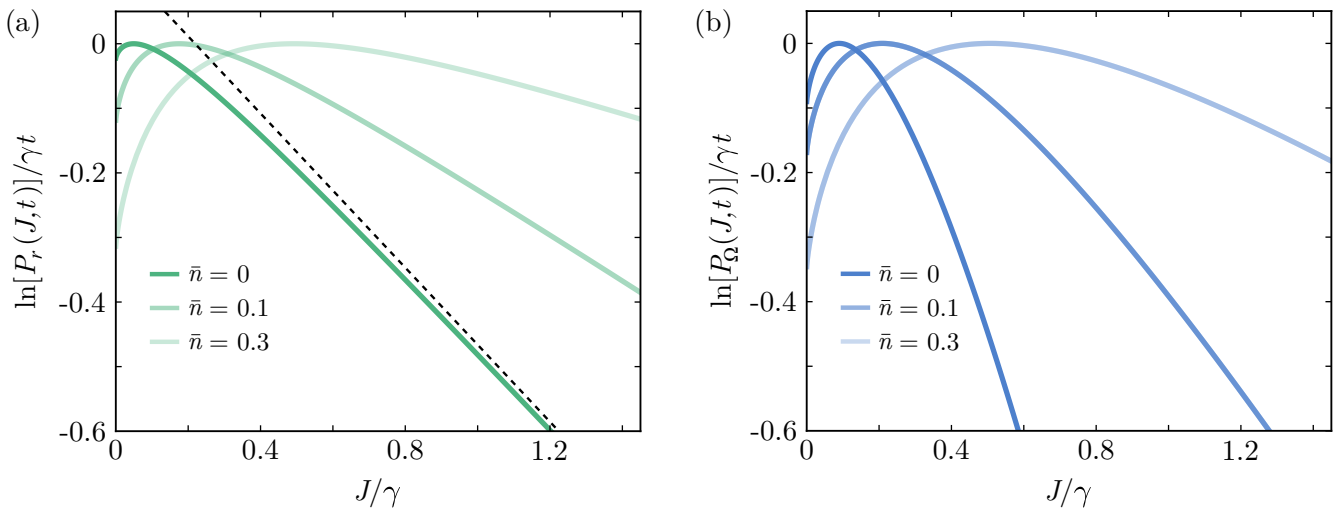 (a)
0
-0.2
-0.4
-0.6
ln[P_r(J,t)]/γt
n̄ = 0
n̄ = 0.1
n̄ = 0.3
0 0.4 0.8 1.2
J/γ
(b)
0
-0.2
-0.4
-0.6
ln[P_Ω(J,t)]/γt
n̄ = 0
n̄ = 0.1
n̄ = 0.3
0 0.4 0.8 1.2
J/γ